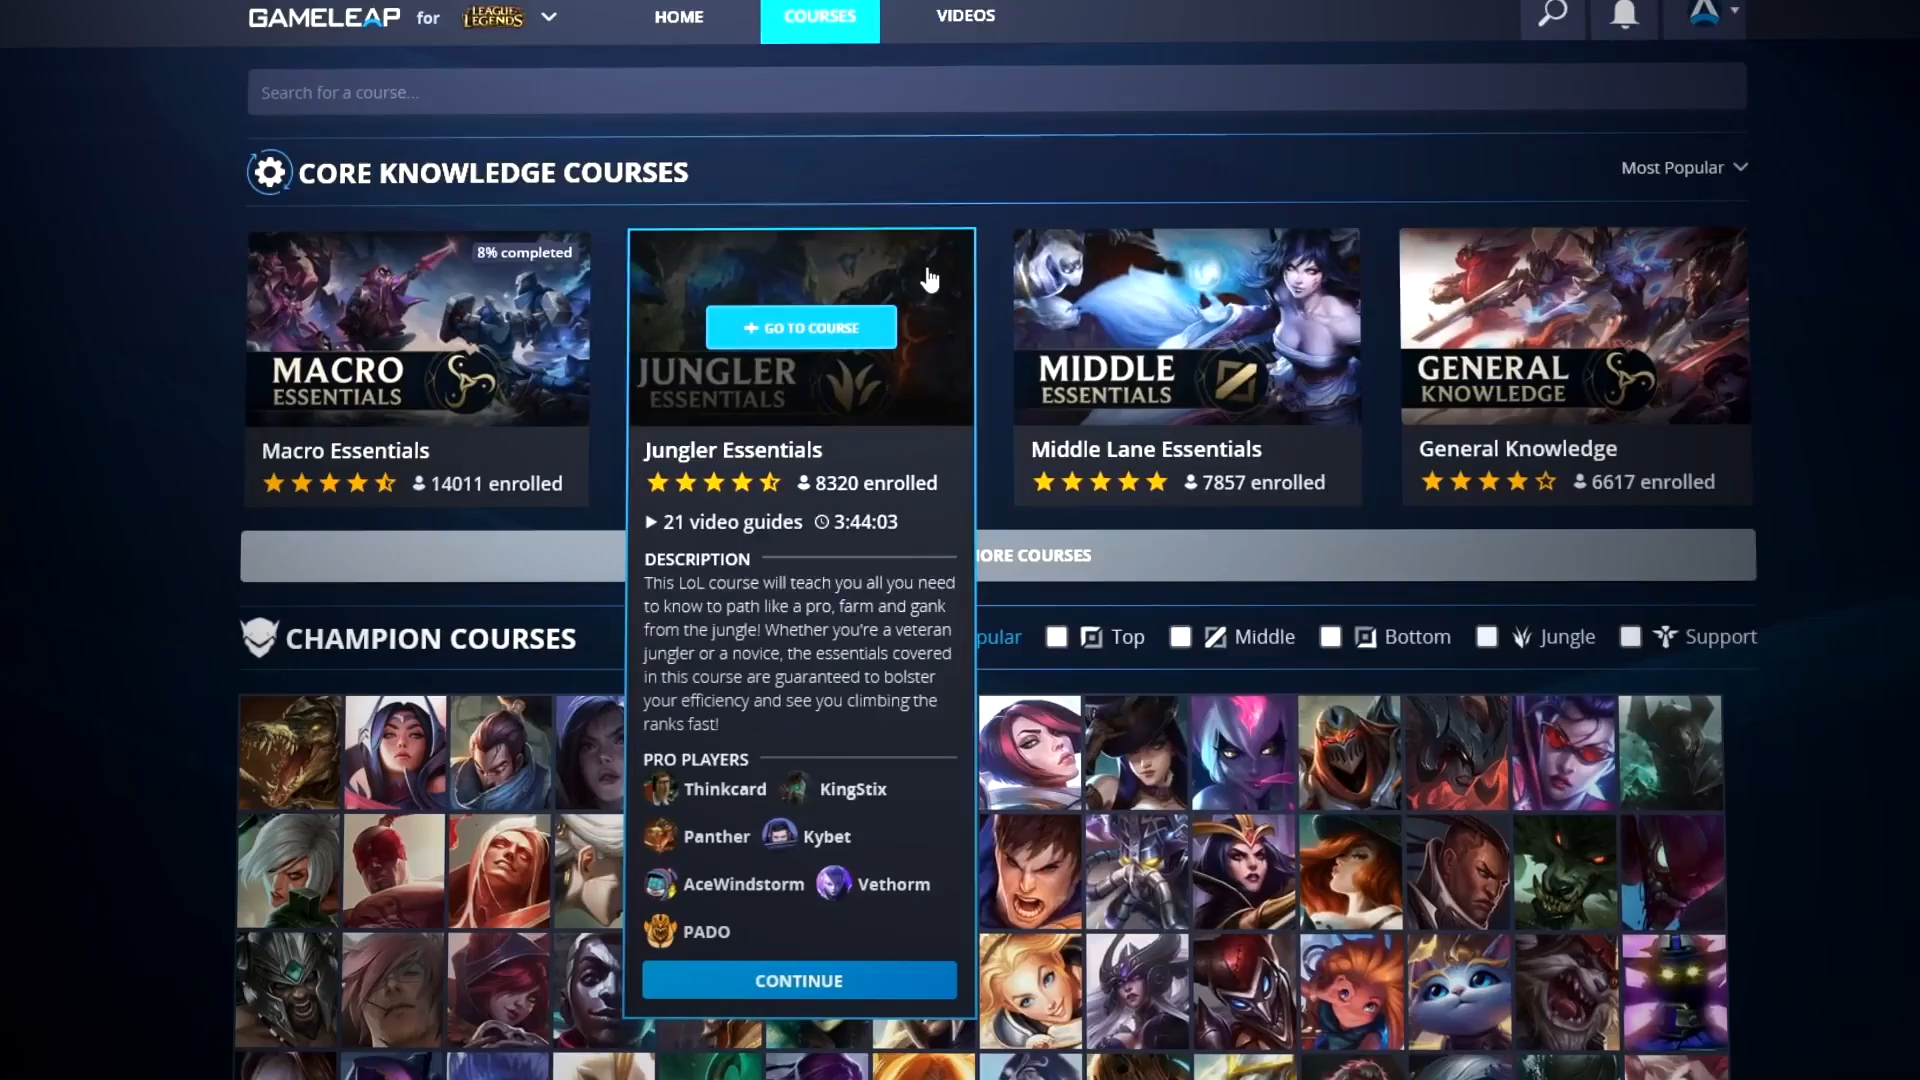 GAMELEAP for LEAGUE LEGENDS
HOME
COURSES
VIDEOS
Search for a course...
CORE KNOWLEDGE COURSES
Most Popular
8% completed
MACRO
ESSENTIALS
Macro Essentials
14011 enrolled
+ GO TO COURSE
JUNGLER
ESSENTIALS
Jungler Essentials
8320 enrolled
21 video guides 3:44:03
DESCRIPTION
This LoL course will teach you all you need
to know to path like a pro, farm and gank
from the jungle! Whether you're a veteran
jungler or a novice, the essentials covered
in this course are guaranteed to bolster
your efficiency and see you climbing the
ranks fast!
PRO PLAYERS
Thinkcard KingStix
Panther Kybet
AceWindstorm Vethorm
PADO
CONTINUE
MIDDLE
ESSENTIALS
Middle Lane Essentials
7857 enrolled
GENERAL
KNOWLEDGE
General Knowledge
6617 enrolled
ORE COURSES
CHAMPION COURSES
pular
Top
Middle
Bottom
Jungle
Support